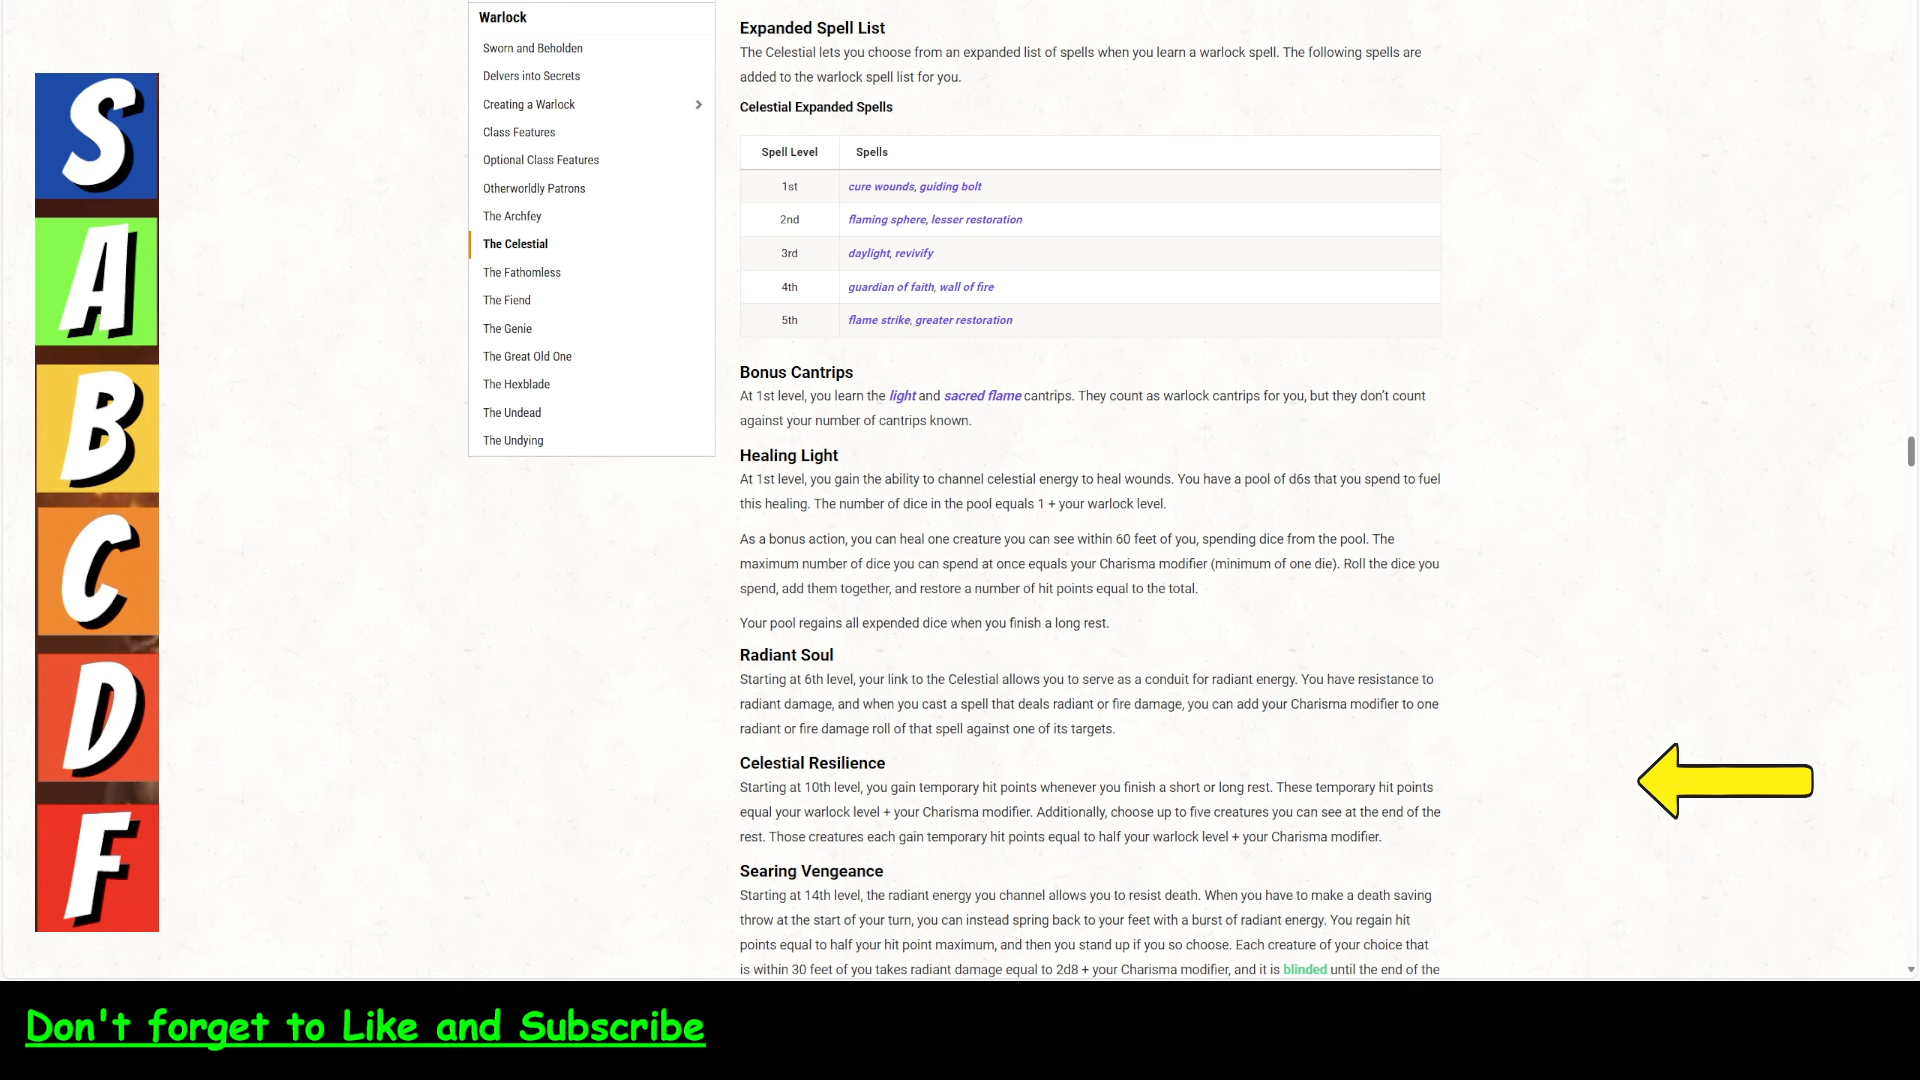 S
A
B
C
D
F
Warlock
Sworn and Beholden
Delvers into Secrets
Creating a Warlock
Class Features
Optional Class Features
Otherworldly Patrons
The Archfey
The Celestial
The Fathomless
The Fiend
The Genie
The Great Old One
The Hexblade
The Undead
The Undying
Expanded Spell List
The Celestial lets you choose from an expanded list of spells when you learn a warlock spell. The following spells are
added to the warlock spell list for you.
Celestial Expanded Spells
Spell Level Spells
1st cure wounds, guiding bolt
2nd flaming sphere, lesser restoration
3rd daylight, revivify
4th guardian of faith, wall of fire
5th flame strike, greater restoration
Bonus Cantrips
At 1st level, you learn the light and sacred flame cantrips. They count as warlock cantrips for you, but they don't count
against your number of cantrips known.
Healing Light
At 1st level, you gain the ability to channel celestial energy to heal wounds. You have a pool of d6s that you spend to fuel
this healing. The number of dice in the pool equals 1 + your warlock level.
As a bonus action, you can heal one creature you can see within 60 feet of you, spending dice from the pool. The
maximum number of dice you can spend at once equals your Charisma modifier (minimum of one die). Roll the dice you
spend, add them together, and restore a number of hit points equal to the total.
Your pool regains all expended dice when you finish a long rest.
Radiant Soul
Starting at 6th level, your link to the Celestial allows you to serve as a conduit for radiant energy. You have resistance to
radiant damage, and when you cast a spell that deals radiant or fire damage, you can add your Charisma modifier to one
radiant or fire damage roll of that spell against one of its targets.
Celestial Resilience
Starting at 10th level, you gain temporary hit points whenever you finish a short or long rest. These temporary hit points
equal your warlock level + your Charisma modifier. Additionally, choose up to five creatures you can see at the end of the
rest. Those creatures each gain temporary hit points equal to half your warlock level + your Charisma modifier.
Searing Vengeance
Starting at 14th level, the radiant energy you channel allows you to resist death. When you have to make a death saving
throw at the start of your turn, you can instead spring back to your feet with a burst of radiant energy. You regain hit
points equal to half your hit point maximum, and then you stand up if you so choose. Each creature of your choice that
is within 30 feet of you takes radiant damage equal to 2d8 + your Charisma modifier, and it is blinded until the end of the
Don't forget to Like and Subscribe